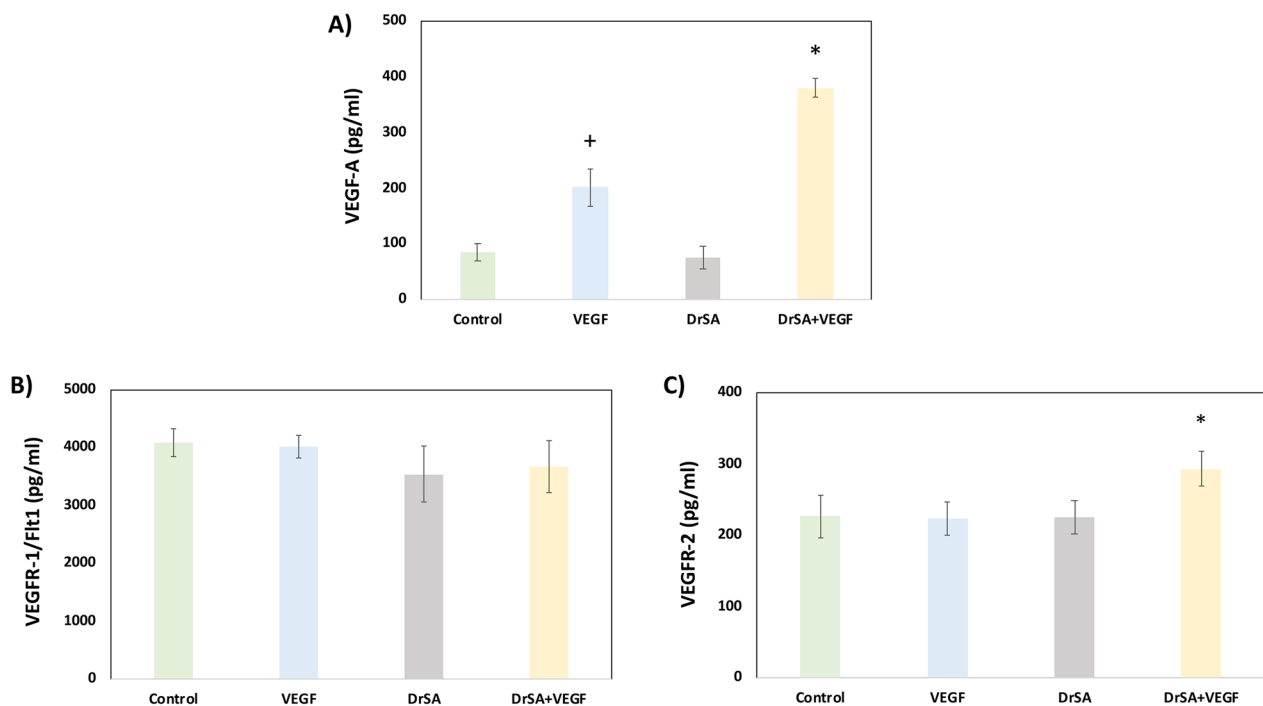 A)
VEGF-A (pg/ml)
500
400
300
200
100
0
+
*
Control VEGF DrSA DrSA+VEGF
B)
VEGFR-1/Flt1 (pg/ml)
5000
4000
3000
2000
1000
0
Control VEGF DrSA DrSA+VEGF
C)
VEGFR-2 (pg/ml)
400
300
200
100
0
*
Control VEGF DrSA DrSA+VEGF